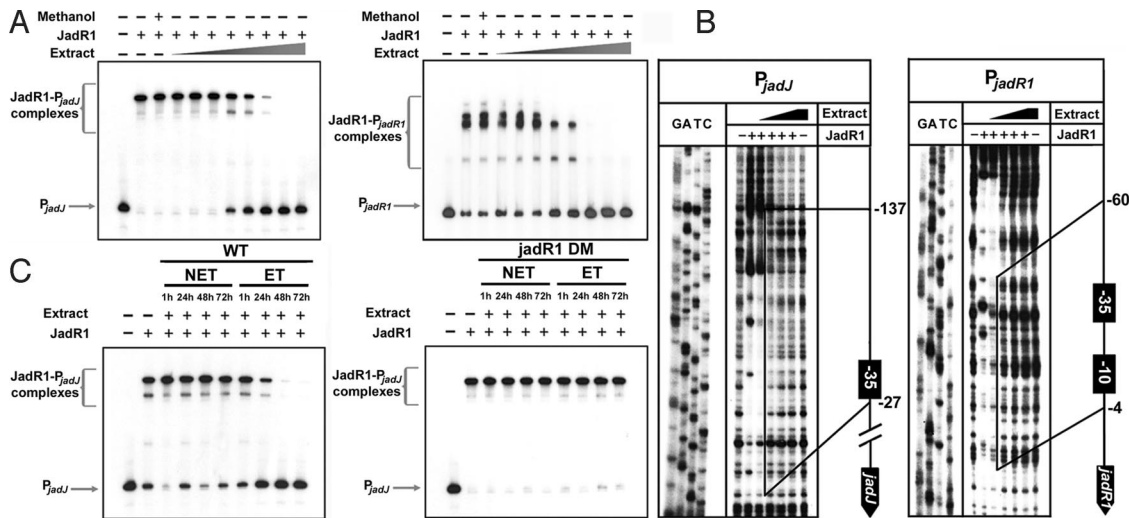 A
Methanol – – + – – – – – – –
JadR1 – + + + + + + + + +
Extract – – –
JadR1-PjadJ
complexes
PjadJ
Methanol – – + – – – – – – –
JadR1 – + + + + + + + + +
Extract – – –
JadR1-PjadR1
complexes
PjadR1
B
PjadJ
Extract
GATC – + + + + + JadR1
-137
-35
-27
jadJ
PjadR1
Extract
GATC – + + + + + JadR1
-60
-35
-10
-4
jadR1
C
WT
NET ET
1h 24h 48h 72h 1h 24h 48h 72h
Extract – – + + + + + + + +
JadR1 – + + + + + + + + +
JadR1-PjadJ
complexes
PjadJ
jadR1 DM
NET ET
1h 24h 48h 72h 1h 24h 48h 72h
Extract – – + + + + + + + +
JadR1 – + + + + + + + + +
JadR1-PjadJ
complexes
PjadJ